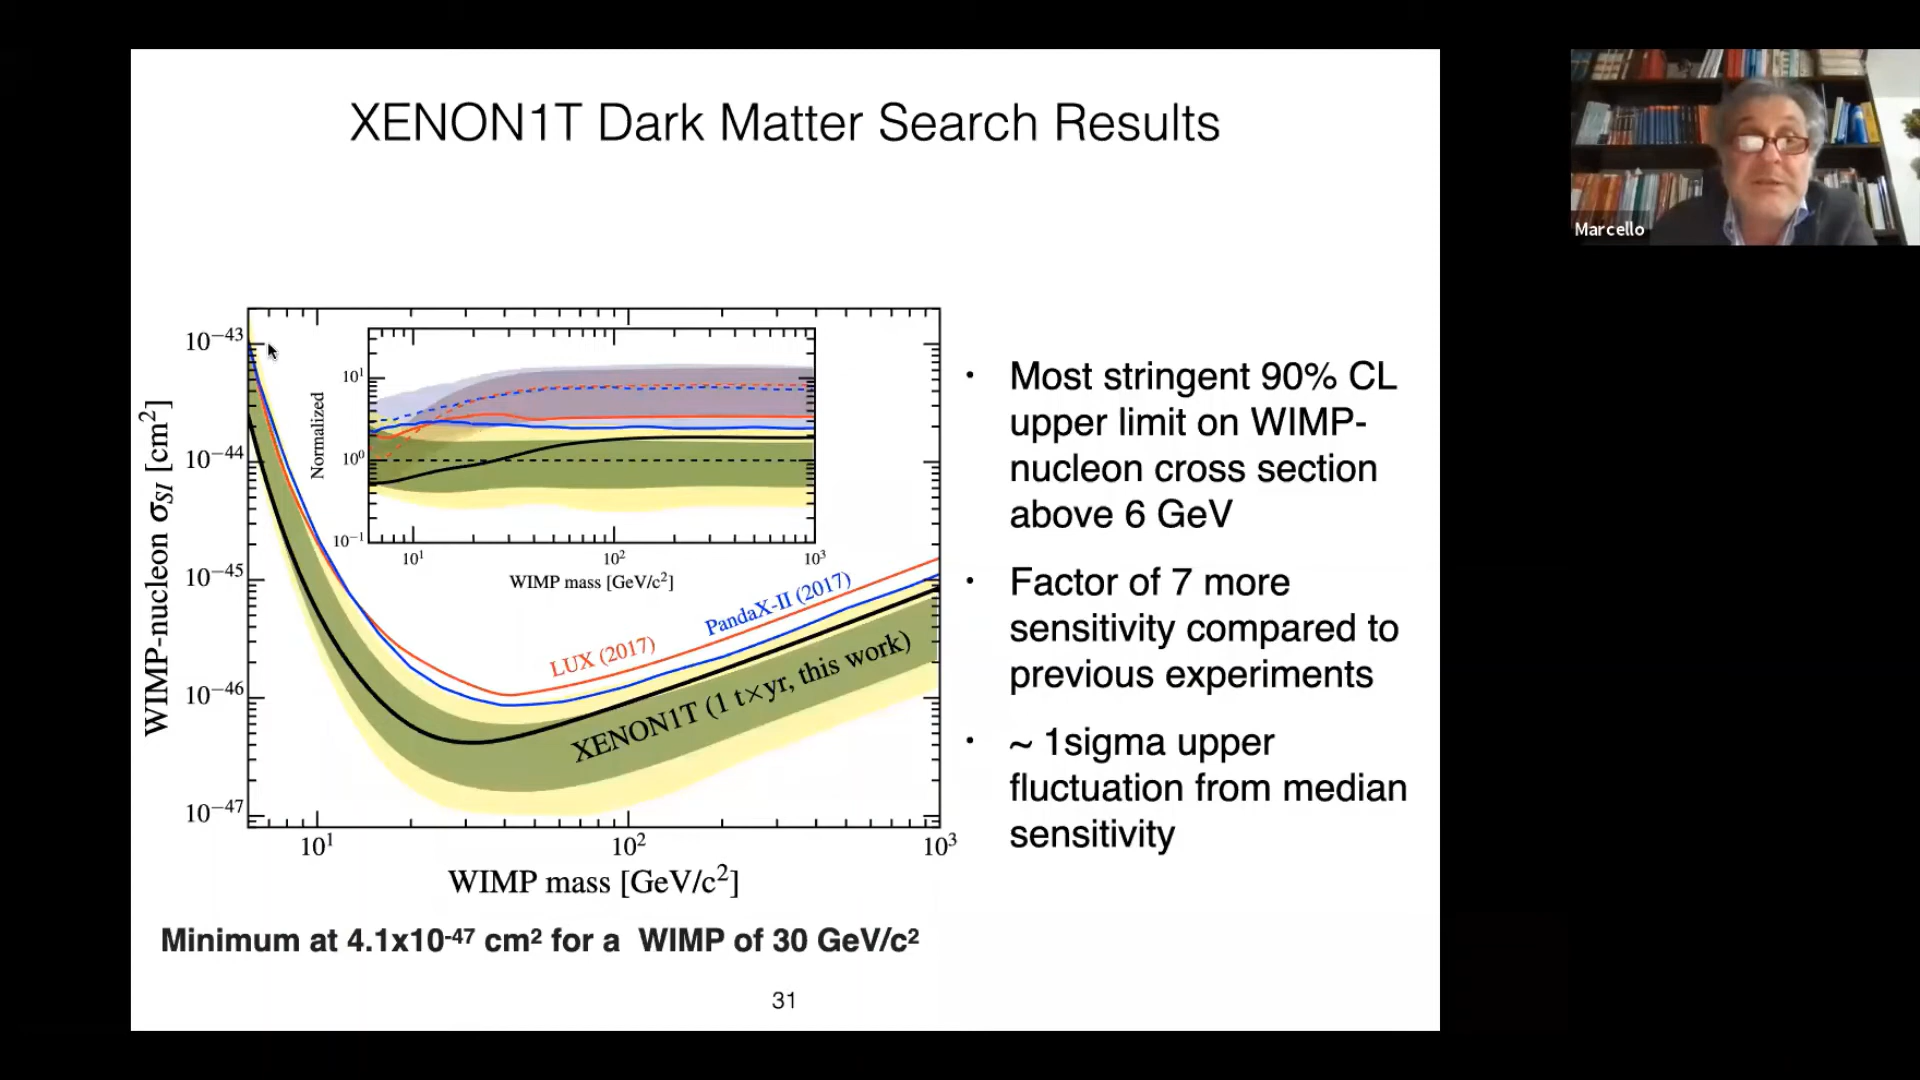 XENON1T Dark Matter Search Results
Marcello
10⁻⁴³
10⁻⁴⁴
10⁻⁴⁵
10⁻⁴⁶
10⁻⁴⁷
WIMP-nucleon σSI [cm²]
10¹
10⁰
10⁻¹
Normalized
10¹
10²
10³
WIMP mass [GeV/c²]
LUX (2017)
PandaX-II (2017)
XENON1T (1 t×yr, this work)
10¹
10²
10³
WIMP mass [GeV/c²]
• Most stringent 90% CL
upper limit on WIMP-
nucleon cross section
above 6 GeV
• Factor of 7 more
sensitivity compared to
previous experiments
• ~ 1sigma upper
fluctuation from median
sensitivity
Minimum at 4.1x10⁻⁴⁷ cm² for a WIMP of 30 GeV/c²
31